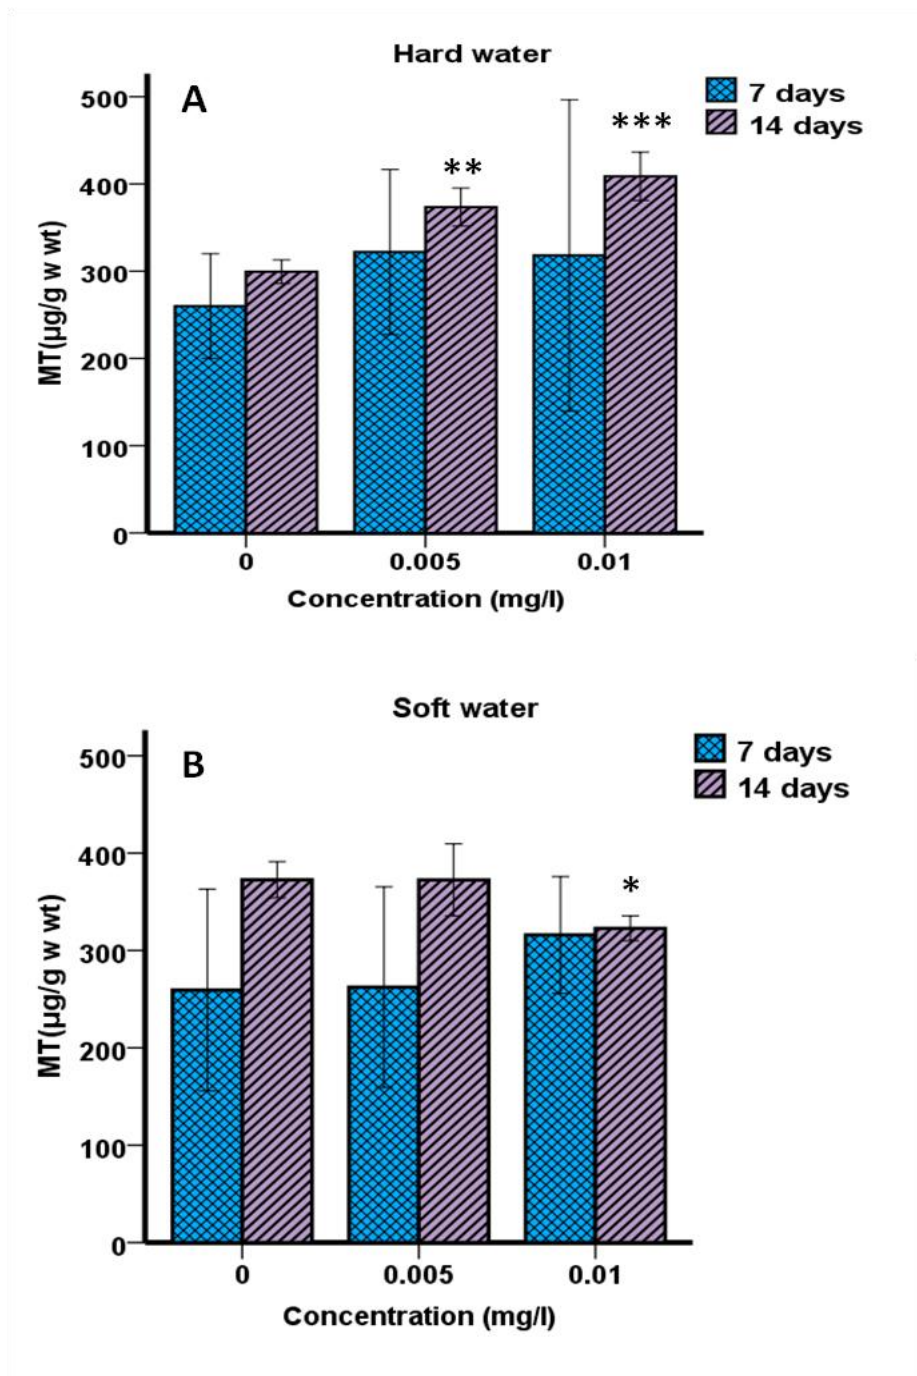 Hard water
A
7 days
14 days
500
400
300
200
100
0
**
***
MT(µg/g w wt)
0 0.005 0.01
Concentration (mg/l)
Soft water
B
7 days
14 days
500
400
300
200
100
0
*
MT(µg/g w wt)
0 0.005 0.01
Concentration (mg/l)